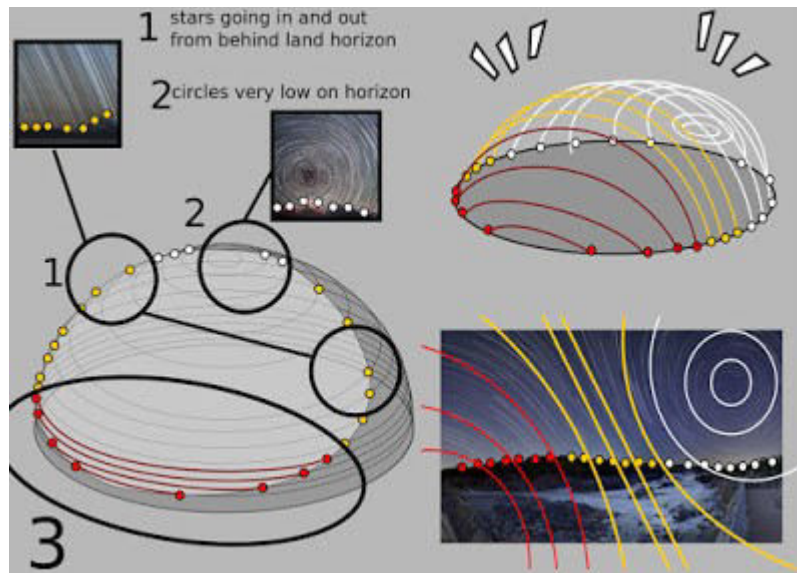 1 stars going in and out
from behind land horizon
2 circles very low on horizon
2
1
3